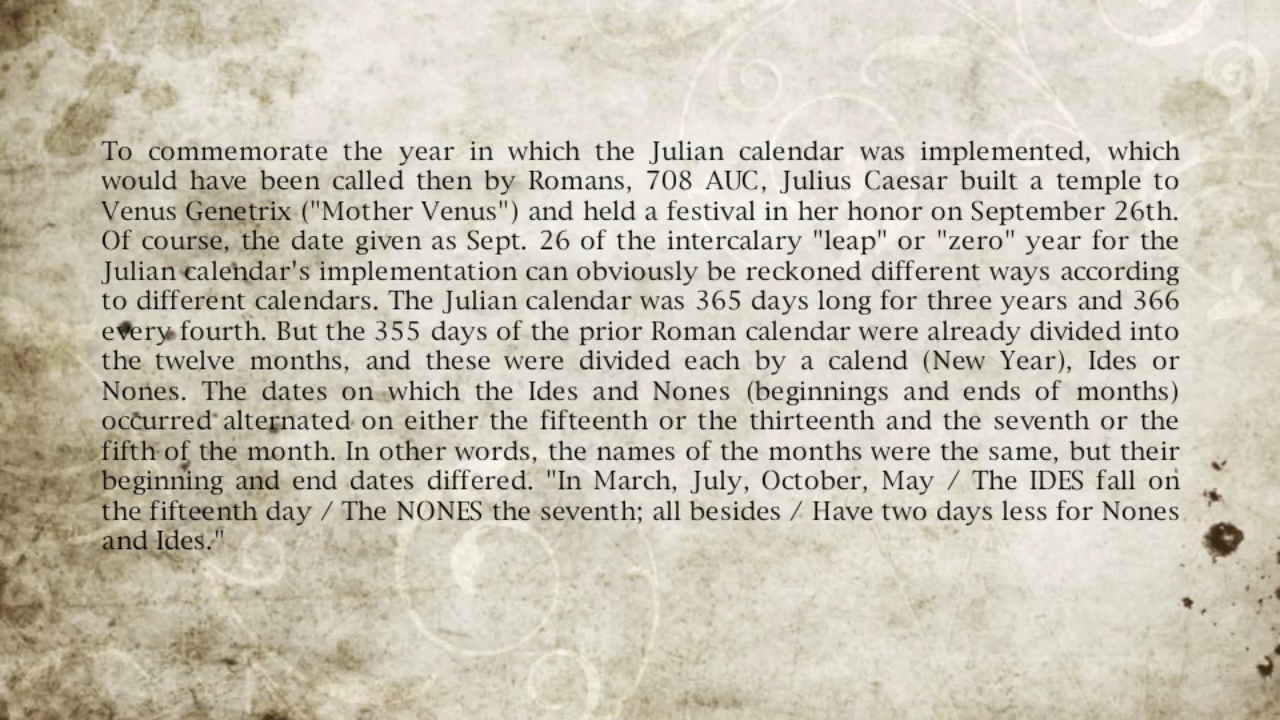 To commemorate the year in which the Julian calendar was implemented, which
would have been called then by Romans, 708 AUC, Julius Caesar built a temple to
Venus Genetrix ("Mother Venus") and held a festival in her honor on September 26th.
Of course, the date given as Sept. 26 of the intercalary "leap" or "zero" year for the
Julian calendar's implementation can obviously be reckoned different ways according
to different calendars. The Julian calendar was 365 days long for three years and 366
every fourth. But the 355 days of the prior Roman calendar were already divided into
the twelve months, and these were divided each by a calend (New Year), Ides or
Nones. The dates on which the Ides and Nones (beginnings and ends of months)
occurred alternated on either the fifteenth or the thirteenth and the seventh or the
fifth of the month. In other words, the names of the months were the same, but their
beginning and end dates differed. "In March, July, October, May / The IDES fall on
the fifteenth day / The NONES the seventh; all besides / Have two days less for Nones
and Ides."